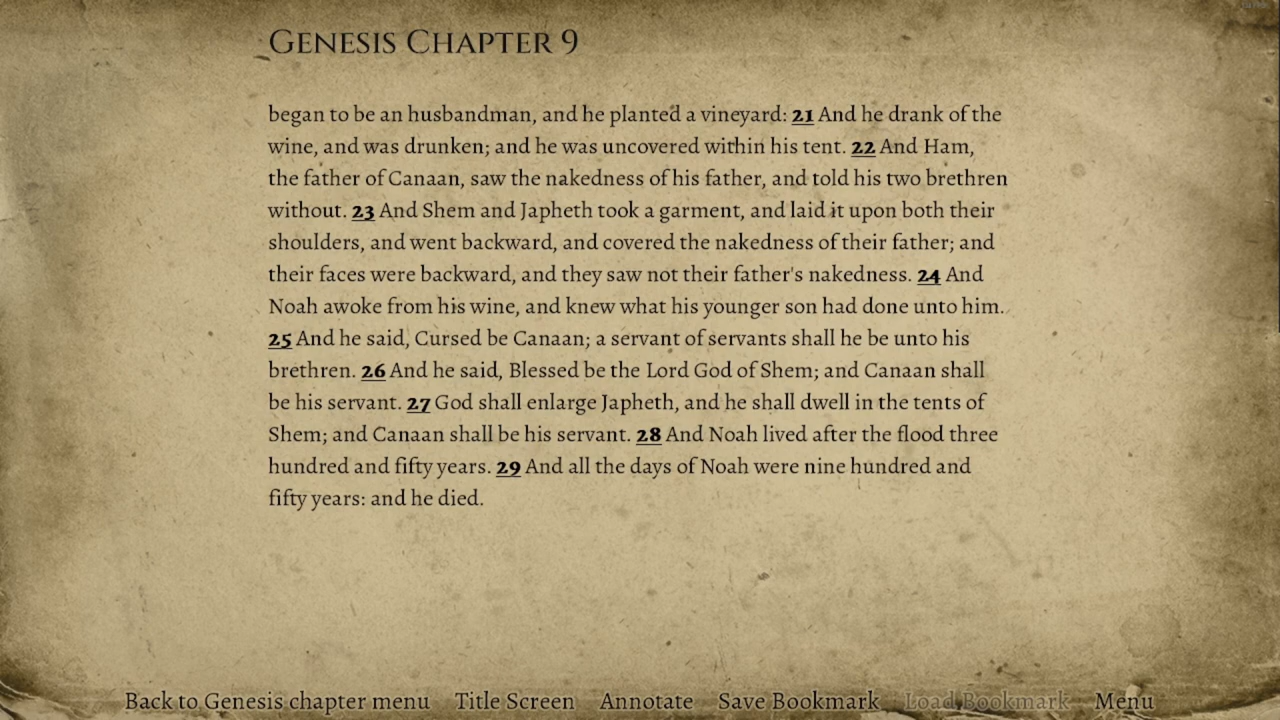 Genesis Chapter 9
began to be an husbandman, and he planted a vineyard: 21 And he drank of the
wine, and was drunken; and he was uncovered within his tent. 22 And Ham,
the father of Canaan, saw the nakedness of his father, and told his two brethren
without. 23 And Shem and Japheth took a garment, and laid it upon both their
shoulders, and went backward, and covered the nakedness of their father; and
their faces were backward, and they saw not their father's nakedness. 24 And
Noah awoke from his wine, and knew what his younger son had done unto him.
25 And he said, Cursed be Canaan; a servant of servants shall he be unto his
brethren. 26 And he said, Blessed be the Lord God of Shem; and Canaan shall
be his servant. 27 God shall enlarge Japheth, and he shall dwell in the tents of
Shem; and Canaan shall be his servant. 28 And Noah lived after the flood three
hundred and fifty years. 29 And all the days of Noah were nine hundred and
fifty years: and he died.
Back to Genesis chapter menu Title Screen Annotate Save Bookmark Load Bookmark Menu